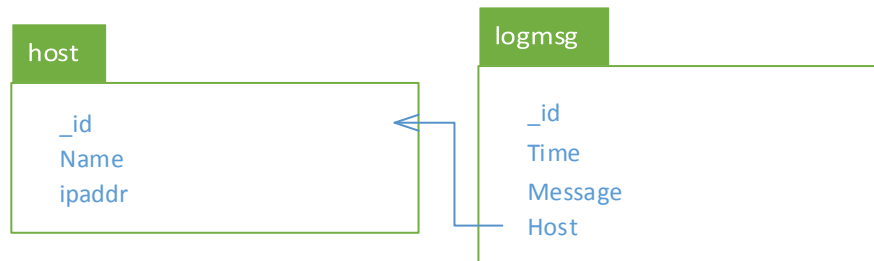 host
_id
Name
ipaddr
logmsg
_id
Time
Message
Host